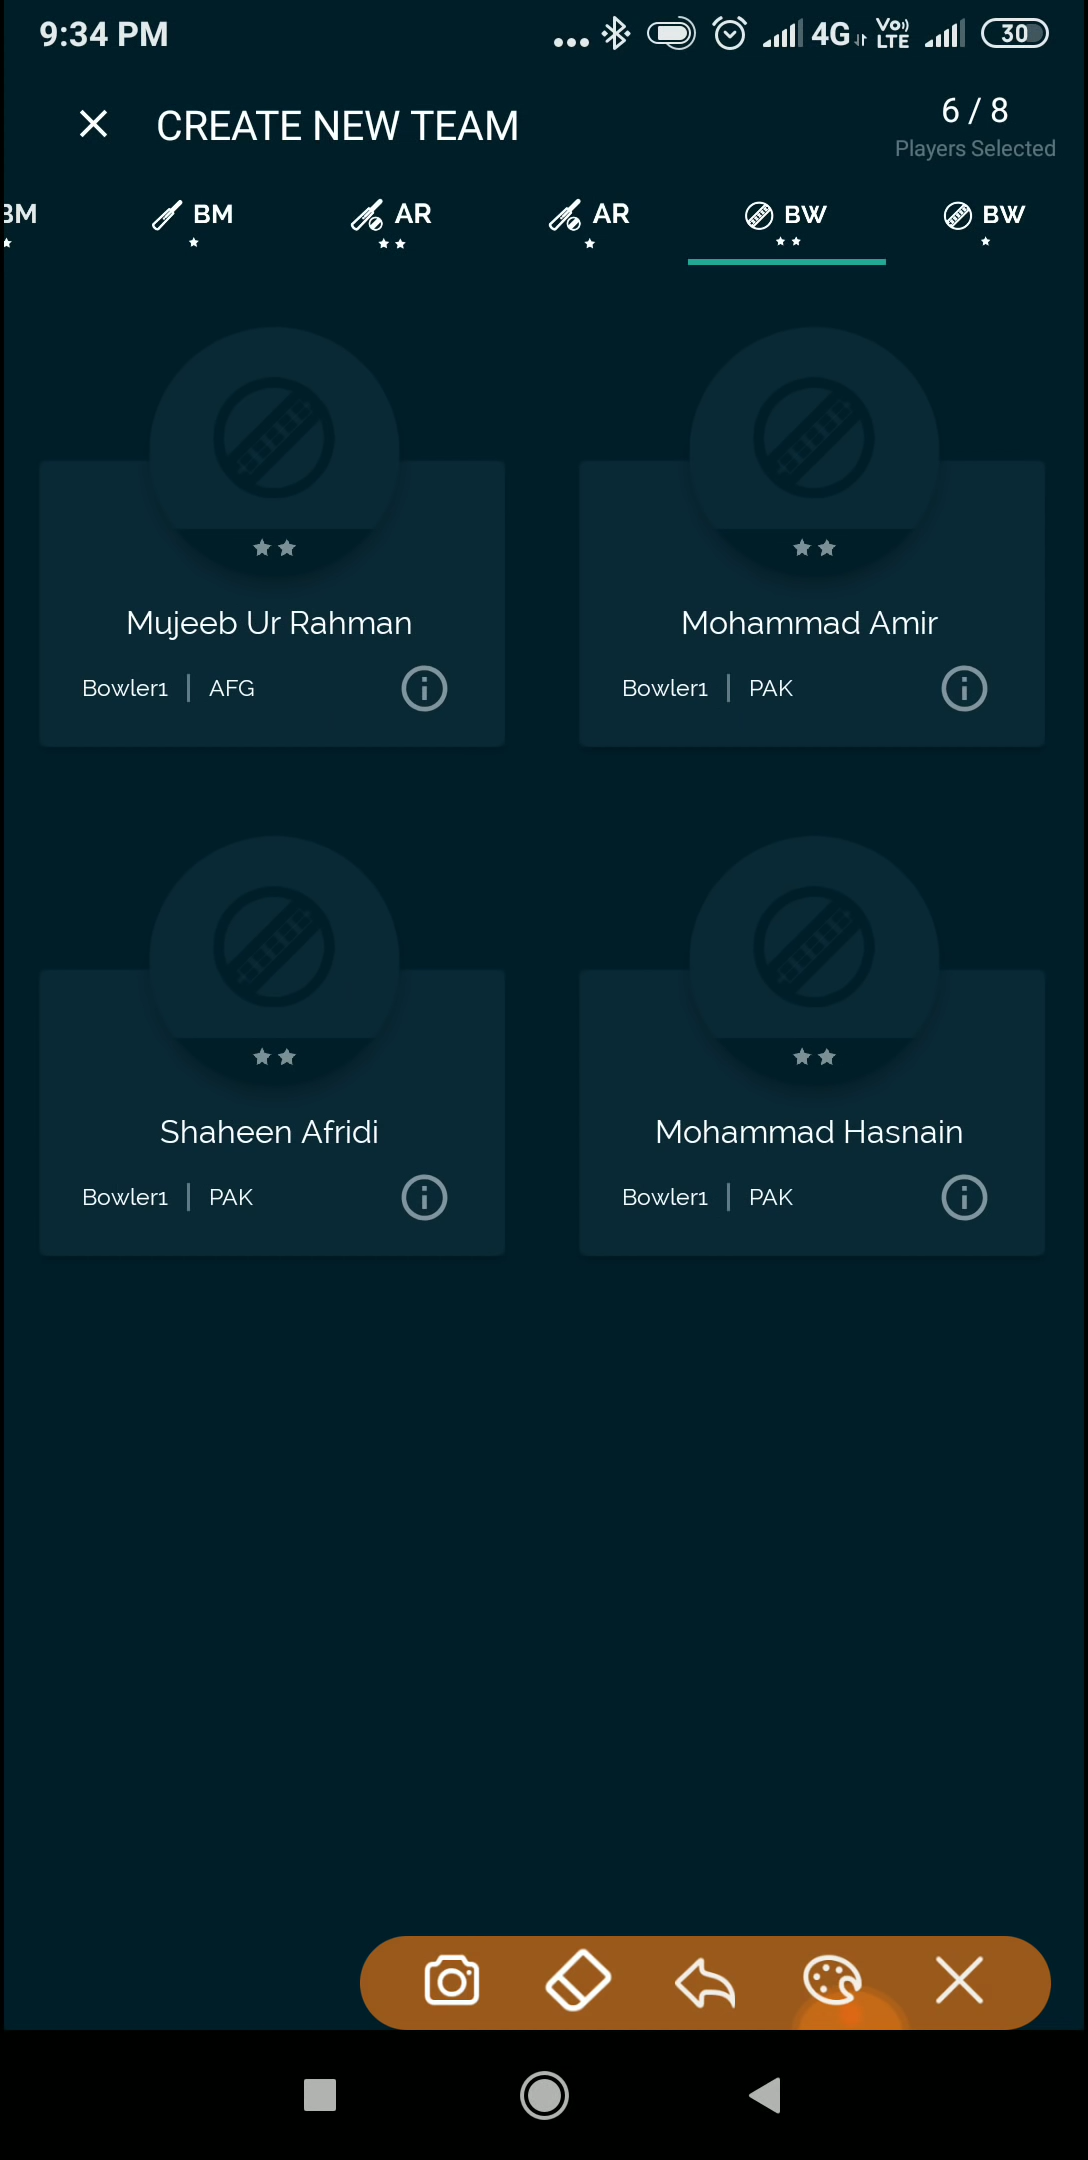 9:34 PM
4G
Vo))
LTE
30
CREATE NEW TEAM
6 / 8
Players Selected
BM
BM
AR
AR
BW
BW
Mujeeb Ur Rahman
Bowler1 | AFG
Mohammad Amir
Bowler1 | PAK
Shaheen Afridi
Bowler1 | PAK
Mohammad Hasnain
Bowler1 | PAK